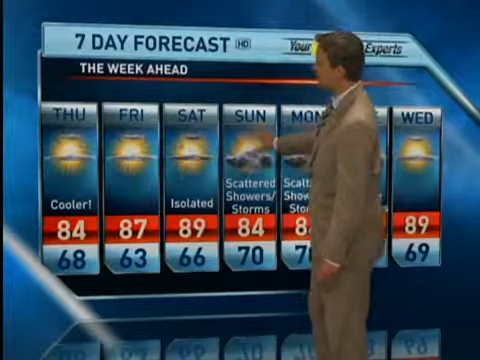 7 DAY FORECAST HD
Your Experts
THE WEEK AHEAD
THU FRI SAT SUN MON WED
Cooler! Isolated Scattered Showers/ Storms
84 87 89 84 89
68 63 66 70 69